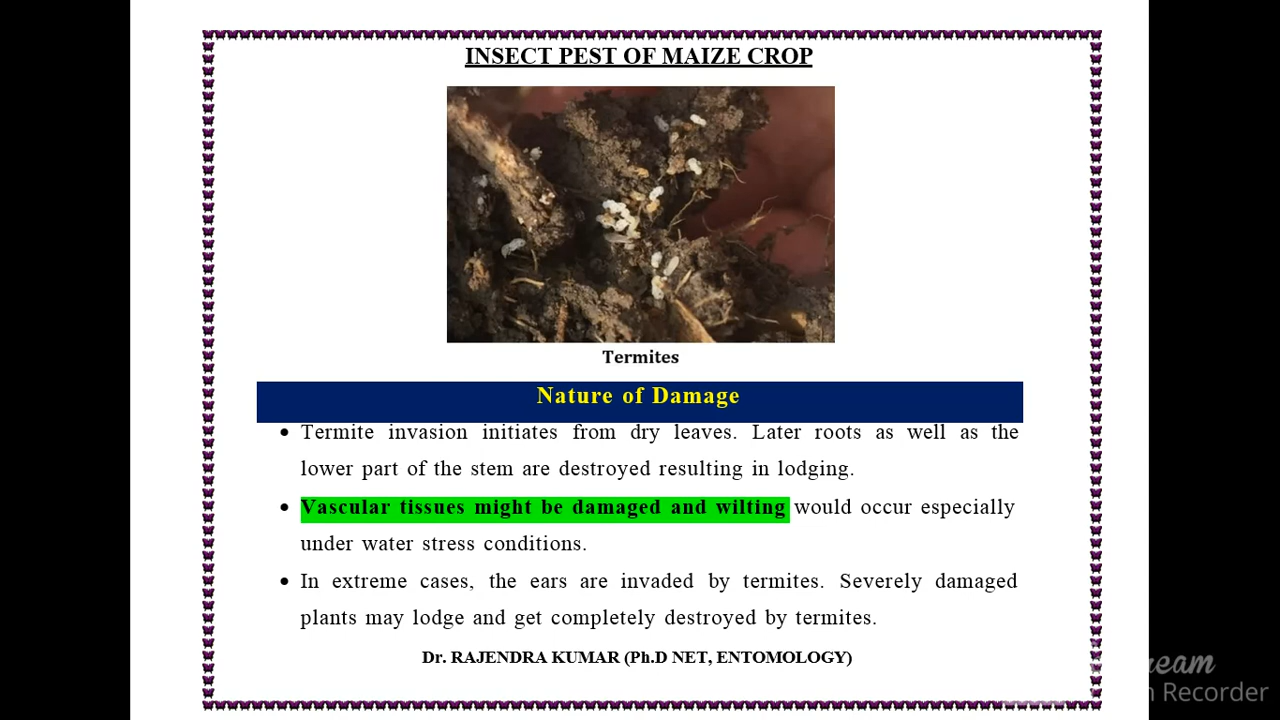 INSECT PEST OF MAIZE CROP
Termites
Nature of Damage
• Termite invasion initiates from dry leaves. Later roots as well as the
lower part of the stem are destroyed resulting in lodging.
• Vascular tissues might be damaged and wilting would occur especially
under water stress conditions.
• In extreme cases, the ears are invaded by termites. Severely damaged
plants may lodge and get completely destroyed by termites.
Dr. RAJENDRA KUMAR (Ph.D NET, ENTOMOLOGY)
Recorder